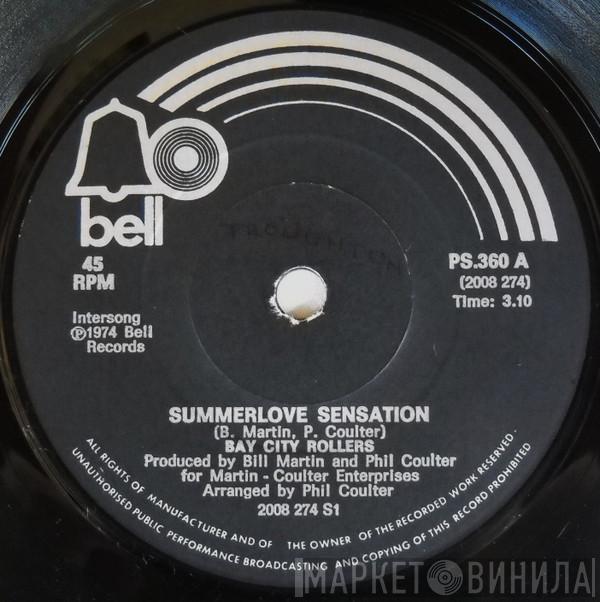 bell
45
RPM
PS.360 A
(2008 274)
Time: 3.10
Intersong
Ⓟ1974 Bell
Records
SUMMERLOVE SENSATION
(B. Martin, P. Coulter)
BAY CITY ROLLERS
Produced by Bill Martin and Phil Coulter
for Martin - Coulter Enterprises
Arranged by Phil Coulter
2008 274 S1
ALL RIGHTS OF MANUFACTURER AND OF THE OWNER OF THE RECORDED WORK RESERVED.
UNAUTHORISED PUBLIC PERFORMANCE BROADCASTING AND COPYING OF THIS RECORD PROHIBITED
МАРКЕТ ВИНИЛА